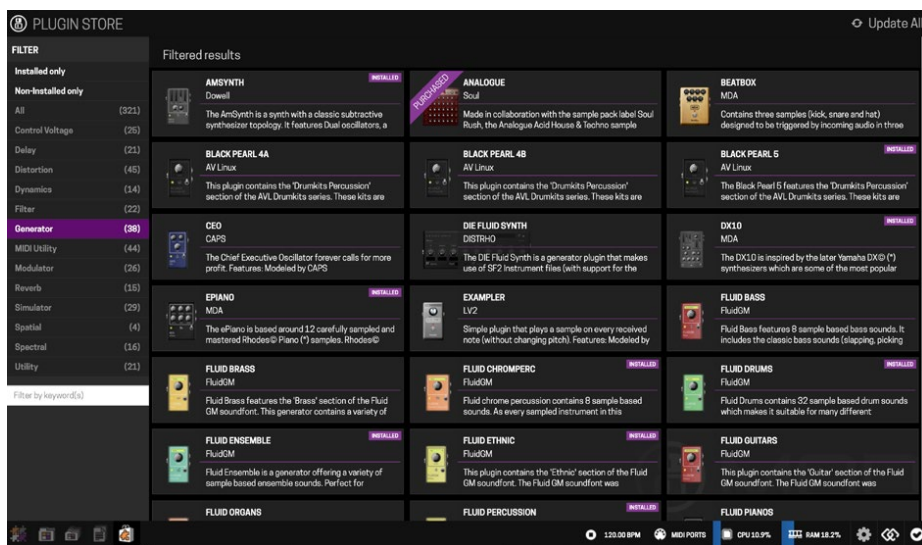 PLUGIN STORE
Update All
FILTER
Installed only
Non-Installed only
All (321)
Control Voltage (25)
Delay (21)
Distortion (45)
Dynamics (14)
Filter (22)
Generator (38)
MIDI Utility (44)
Modulator (26)
Reverb (15)
Simulator (29)
Spatial (4)
Spectral (16)
Utility (21)
Filter by keyword(s)
Filtered results
INSTALLED
AMSYNTH
Dowell
The AmSynth is a synth with a classic subtractive
synthesizer topology. It features Dual oscillators, a
PURCHASED
ANALOGUE
Soul
Made in collaboration with the sample pack label Soul
Rush, the Analogue Acid House & Techno sample
BEATBOX
MDA
Contains three samples (kick, snare and hat)
designed to be triggered by incoming audio in three
BLACK PEARL 4A
AV Linux
This plugin contains the 'Drumkits Percussion'
section of the AVL Drumkits series. These kits are
BLACK PEARL 4B
AV Linux
This plugin contains the 'Drumkits Percussion'
section of the AVL Drumkits series. These kits are
INSTALLED
BLACK PEARL 5
AV Linux
The Black Pearl 5 features the 'Drumkits Percussion'
section of the AVL Drumkits series. These kits are
CEO
CAPS
The Chief Executive Oscillator forever calls for more
profit. Features: Modeled by CAPS
DIE FLUID SYNTH
DISTRHO
The DIE Fluid Synth is a generator plugin that makes
use of SF2 Instrument files (with support for the
INSTALLED
DX10
MDA
The DX10 is inspired by the later Yamaha DX© (*)
synthesizers which are some of the most popular
INSTALLED
EPIANO
MDA
The ePiano is based around 12 carefully sampled and
mastered Rhodes© Piano (*) samples. Rhodes©
EXAMPLER
LV2
Simple plugin that plays a sample on every received
note (without changing pitch). Features: Modeled by
FLUID BASS
FluidGM
Fluid Bass features 8 sample based bass sounds. It
includes the classic bass sounds (slapping, picking
INSTALLED
FLUID BRASS
FluidGM
Fluid Brass features the 'Brass' section of the Fluid
GM soundfont. This generator contains a variety of
INSTALLED
FLUID CHROMPERC
FluidGM
Fluid chrome percussion contains 8 sample based
sounds. As every sampled instrument in this
INSTALLED
FLUID DRUMS
FluidGM
Fluid Drums contains 32 sample based drum sounds
which makes it suitable for many different
INSTALLED
FLUID ENSEMBLE
FluidGM
Fluid Ensemble is a generator offering a variety of
sample based ensemble sounds. Perfect for
INSTALLED
FLUID ETHNIC
FluidGM
This plugin contains the 'Ethnic' section of the Fluid
GM soundfont. The Fluid GM soundfont was
FLUID GUITARS
FluidGM
This plugin contains the 'Guitar' section of the Fluid
GM soundfont. The Fluid GM soundfont was
FLUID ORGANS
INSTALLED
FLUID PERCUSSION
FLUID PIANOS
120.00 BPM
MIDI PORTS
CPU 10.9%
RAM 18.2%